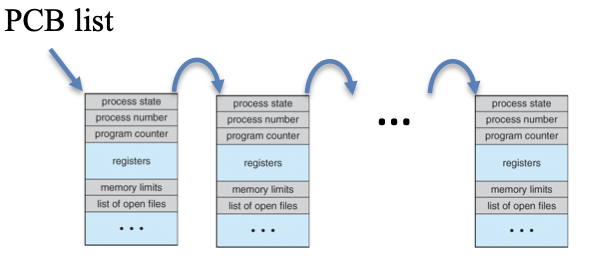 PCB list
process state
process number
program counter
registers
memory limits
list of open files
• • •
process state
process number
program counter
registers
memory limits
list of open files
• • •
...
process state
process number
program counter
registers
memory limits
list of open files
• • •